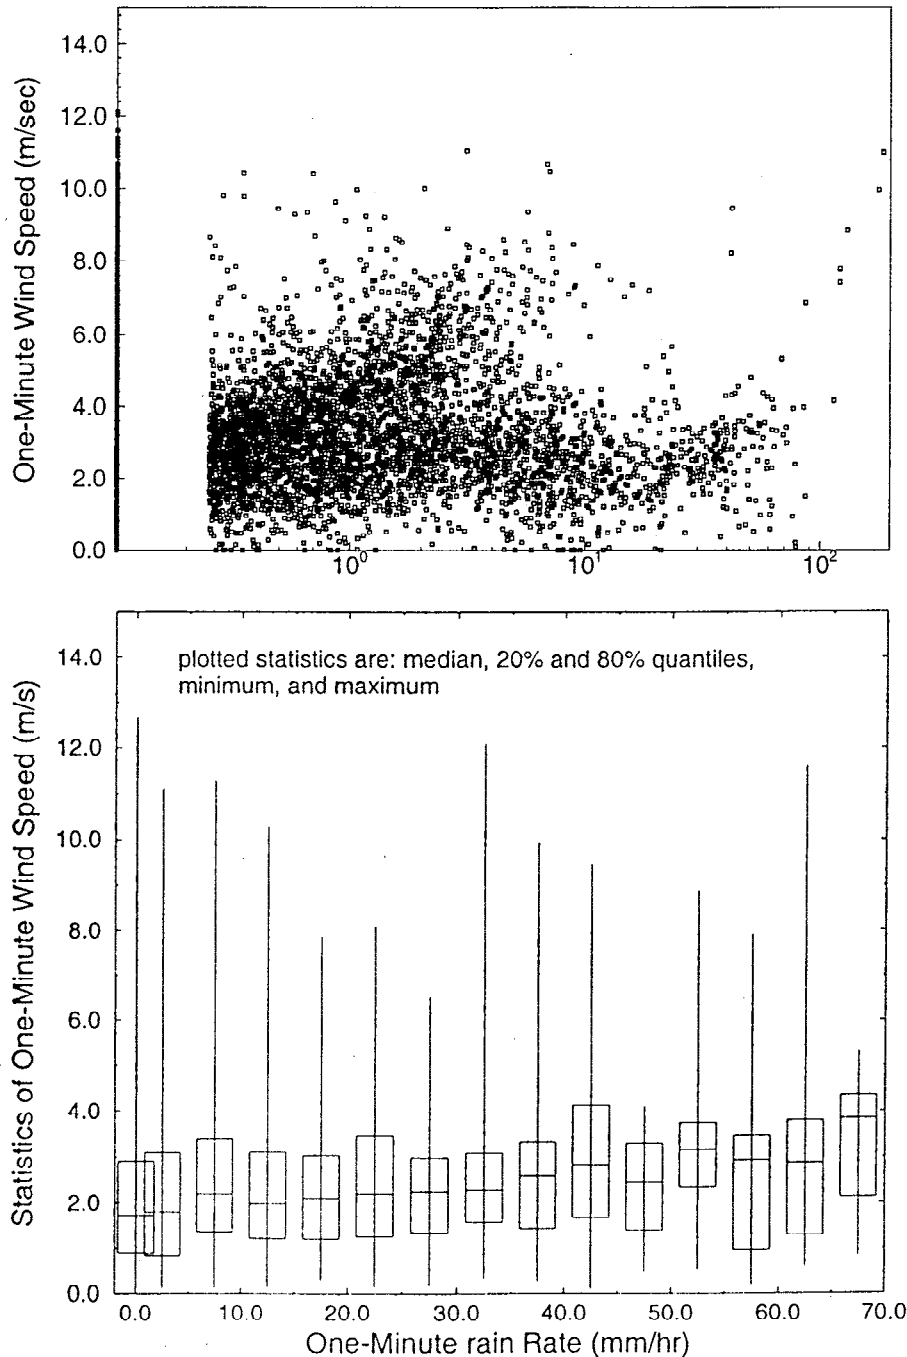 One-Minute Wind Speed (m/sec)
14.0
12.0
10.0
8.0
6.0
4.0
2.0
0.0
10⁰ 10¹ 10²
Statistics of One-Minute Wind Speed (m/s)
plotted statistics are: median, 20% and 80% quantiles,
minimum, and maximum
14.0
12.0
10.0
8.0
6.0
4.0
2.0
0.0
0.0 10.0 20.0 30.0 40.0 50.0 60.0 70.0
One-Minute rain Rate (mm/hr)